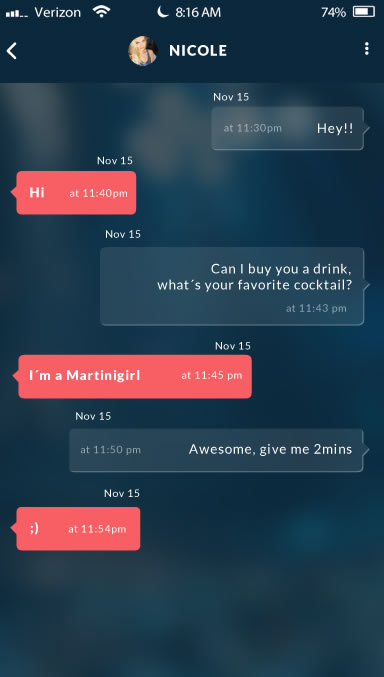 Verizon 8:16 AM 74%
NICOLE
Nov 15
at 11:30pm Hey!!
Nov 15
Hi at 11:40pm
Nov 15
Can I buy you a drink,
what´s your favorite cocktail?
at 11:43 pm
Nov 15
I´m a Martinigirl at 11:45 pm
Nov 15
at 11:50 pm Awesome, give me 2mins
Nov 15
;) at 11:54pm